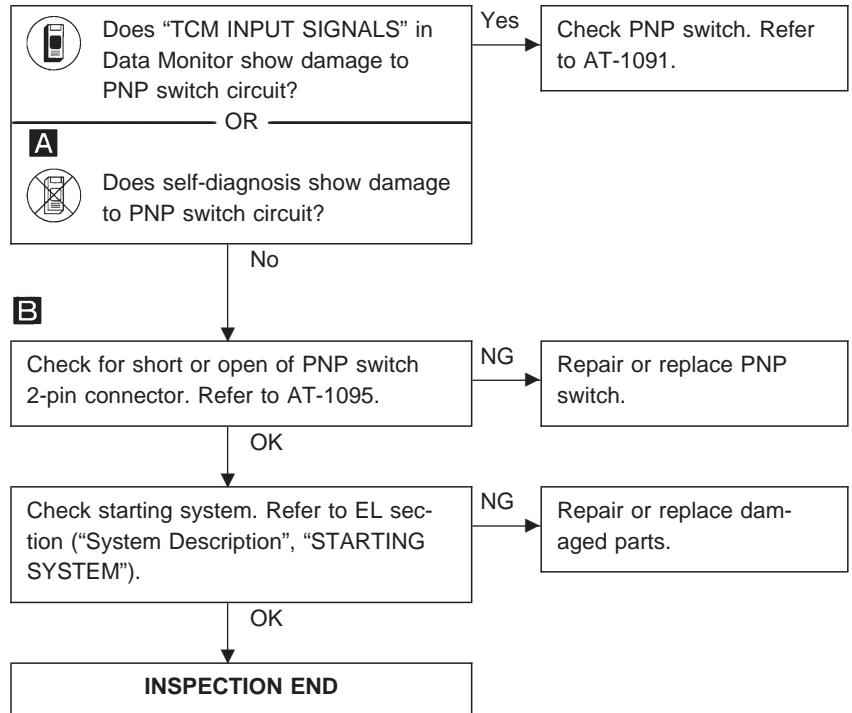 Does “TCM INPUT SIGNALS” in
Data Monitor show damage to
PNP switch circuit?
Yes
Check PNP switch. Refer
to AT-1091.
OR
A
Does self-diagnosis show damage
to PNP switch circuit?
No
B
Check for short or open of PNP switch
2-pin connector. Refer to AT-1095.
NG
Repair or replace PNP
switch.
OK
Check starting system. Refer to EL sec-
tion (“System Description”, “STARTING
SYSTEM”).
NG
Repair or replace dam-
aged parts.
OK
INSPECTION END